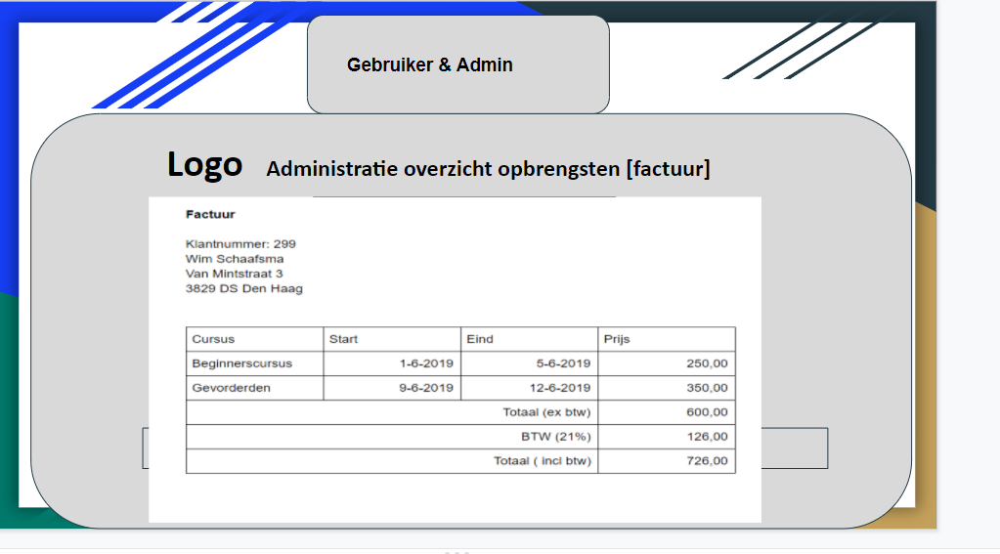 Gebruiker & Admin
Logo Administratie overzicht opbrengsten [factuur]
Factuur
Klantnummer: 299
Wim Schaafsma
Van Mintstraat 3
3829 DS Den Haag
Cursus Start Eind Prijs
Beginnerscursus 1-6-2019 5-6-2019 250,00
Gevorderden 9-6-2019 12-6-2019 350,00
Totaal (ex btw) 600,00
BTW (21%) 126,00
Totaal ( incl btw) 726,00